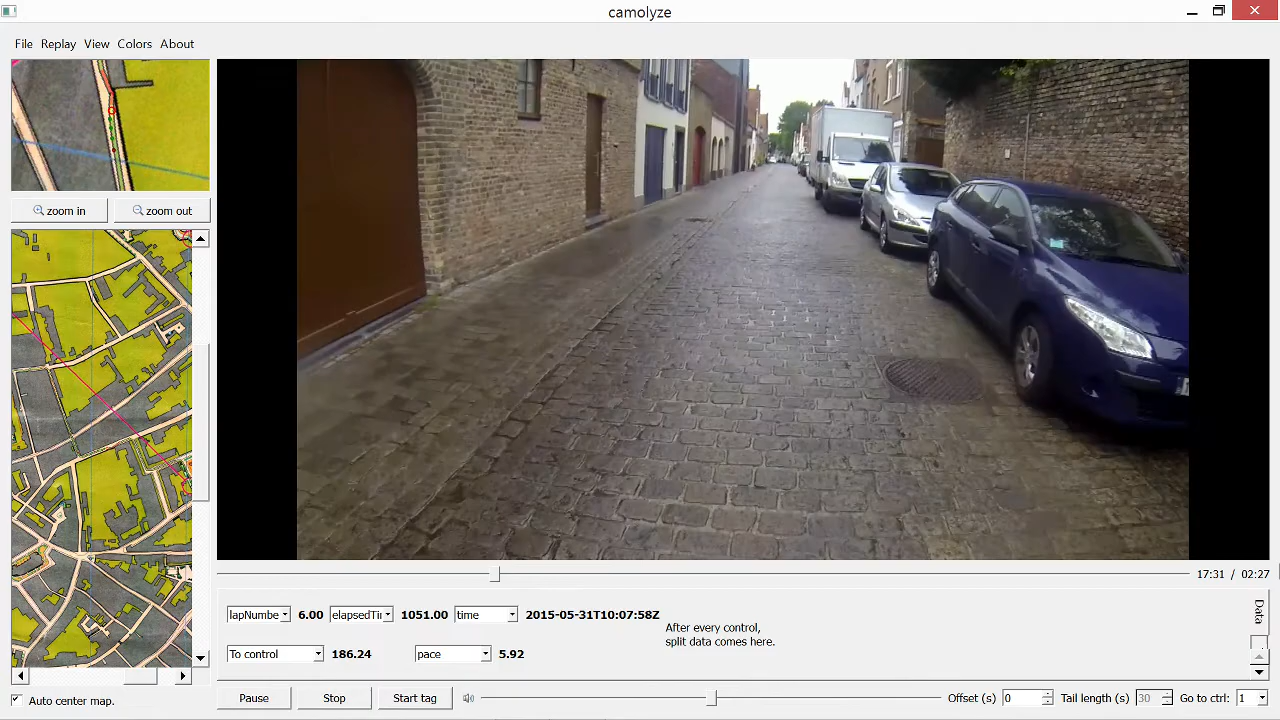 camolyze
File Replay View Colors About
zoom in zoom out
17:31 / 02:27
lapNumbe 6.00 elapsedTii 1051.00 time 2015-05-31T10:07:58Z
After every control,
split data comes here.
To control 186.24 pace 5.92
Data
Auto center map.
Pause Stop Start tag Offset (s) 0 Tail length (s) 30 Go to ctrl: 1